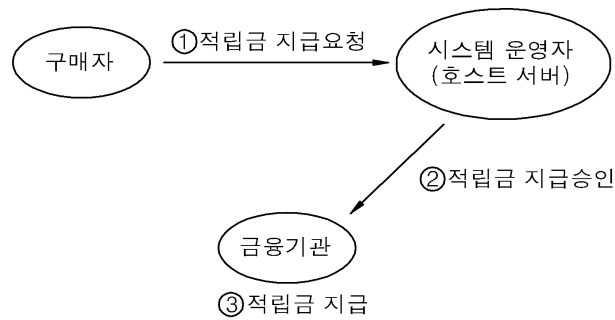 구매자
①적립금 지급요청
시스템 운영자
(호스트 서버)
②적립금 지급승인
금융기관
③적립금 지급